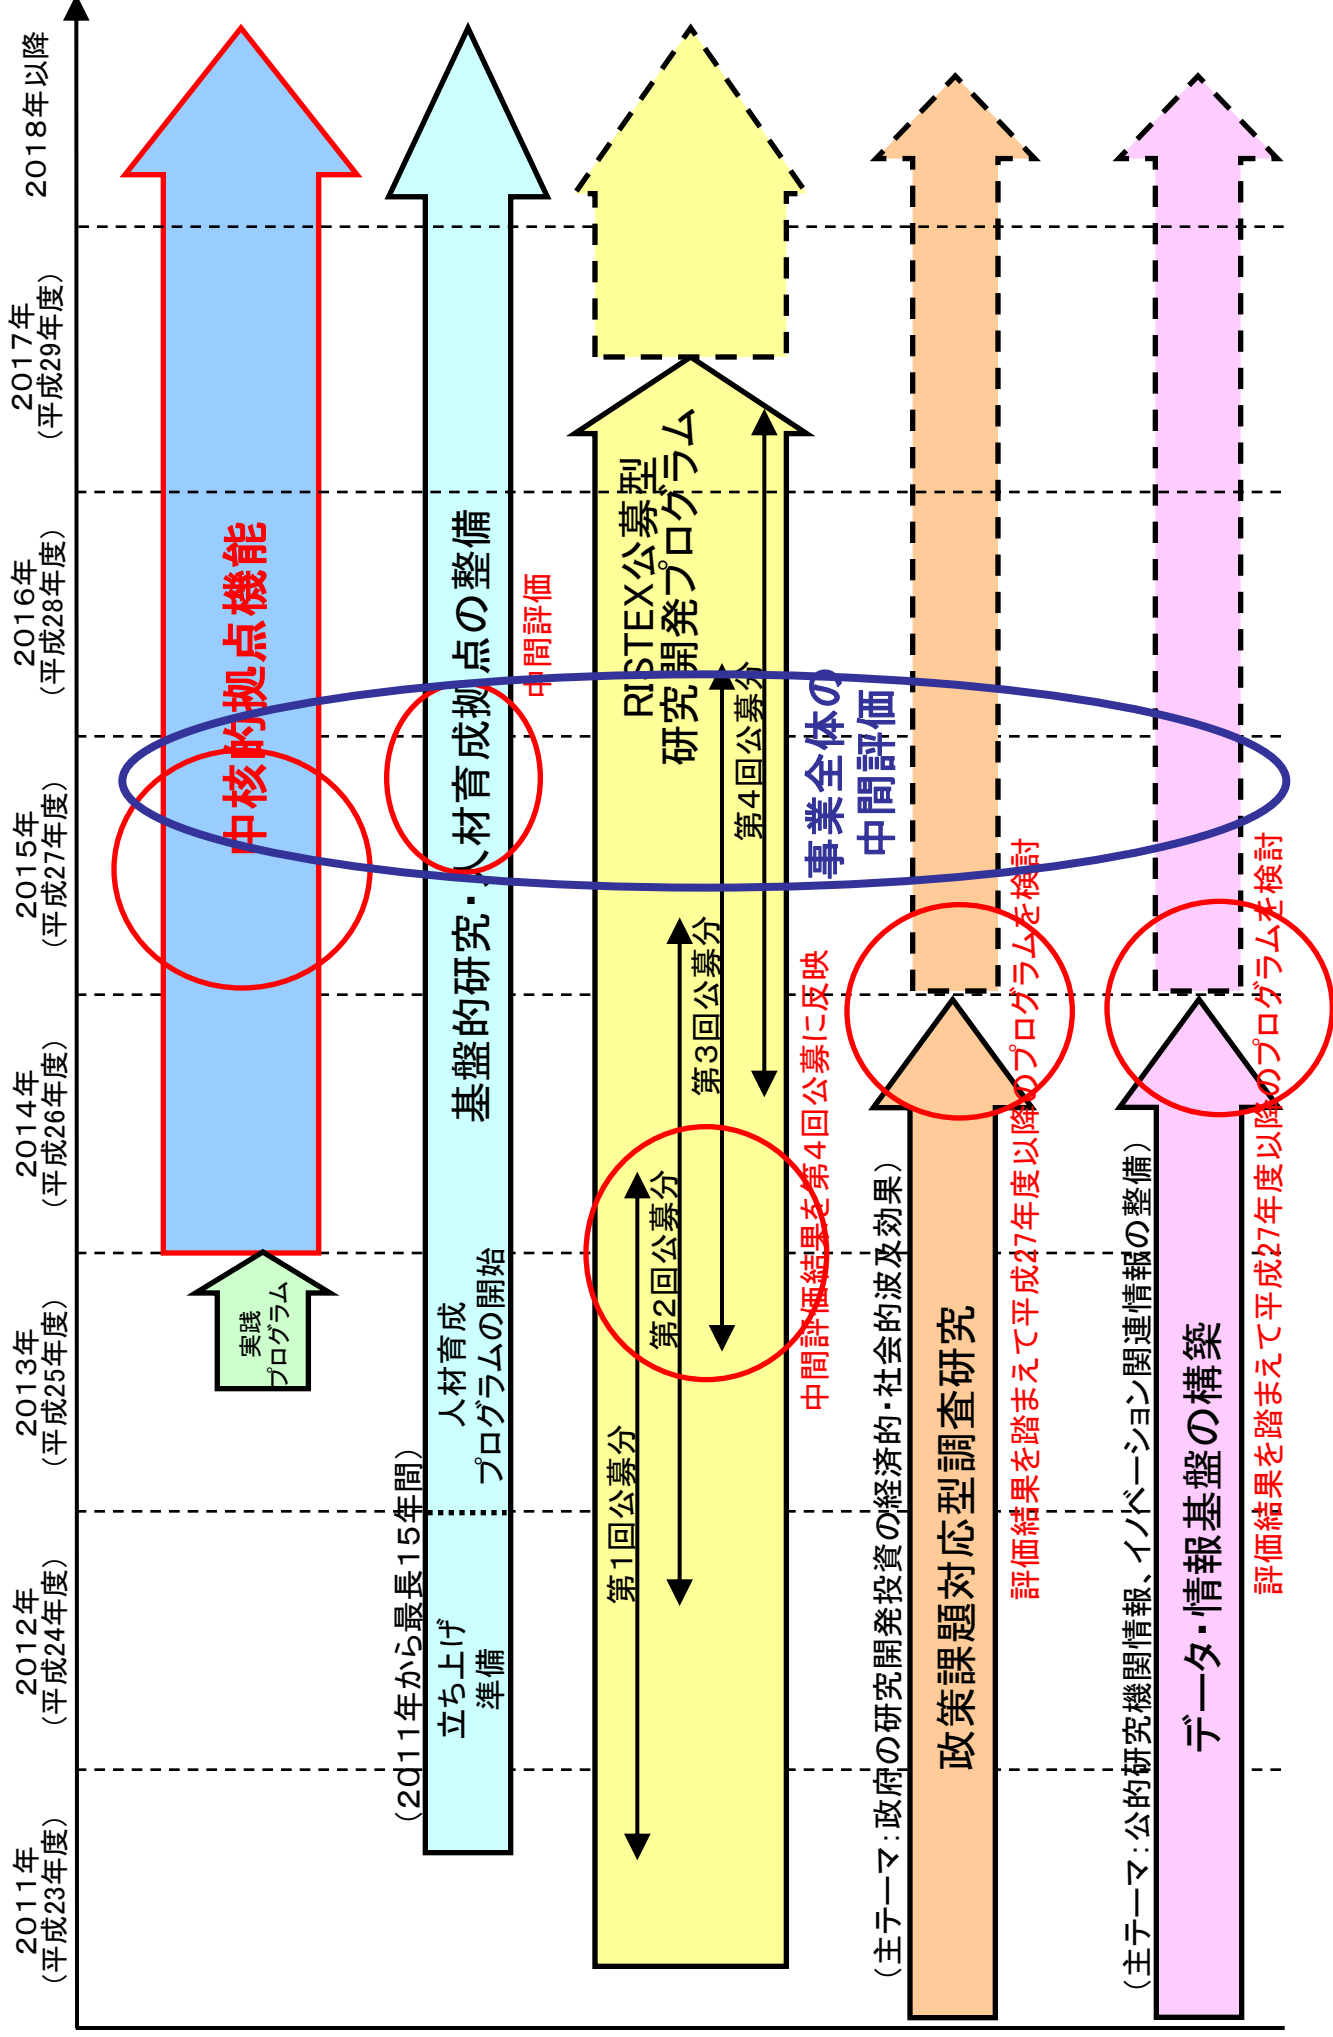 2011年
(平成23年度)
2012年
(平成24年度)
2013年
(平成25年度)
2014年
(平成26年度)
2015年
(平成27年度)
2016年
(平成28年度)
2017年
(平成29年度)
2018年以降
実践
プログラム
中核的拠点機能
(2011年から最長15年間)
立ち上げ
準備
人材育成
プログラムの開始
基盤的研究・人材育成拠点の整備
中間評価
第1回公募分
第2回公募分
第3回公募分
第4回公募分
RISTEX公募型
研究開発プログラム
中間評価結果を第4回公募に反映
事業全体の
中間評価
(主テーマ:政府の研究開発投資の経済的・社会的波及効果)
政策課題対応型調査研究
評価結果を踏まえて平成27年度以降のプログラムを検討
(主テーマ:公的研究機関情報、イノベーション関連情報の整備)
データ・情報基盤の構築
評価結果を踏まえて平成27年度以降のプログラムを検討